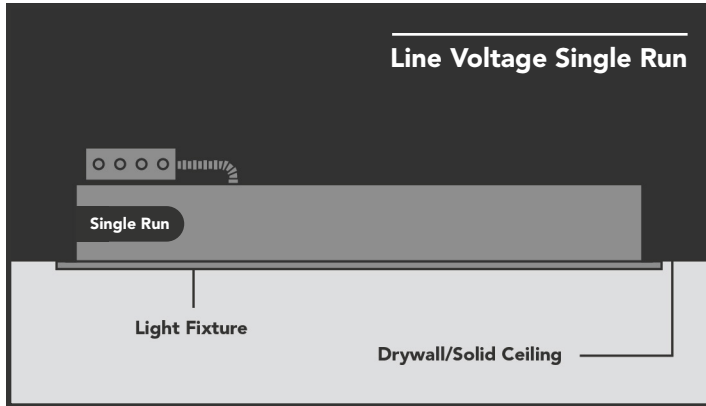 Line Voltage Single Run
Single Run
Light Fixture
Drywall/Solid Ceiling